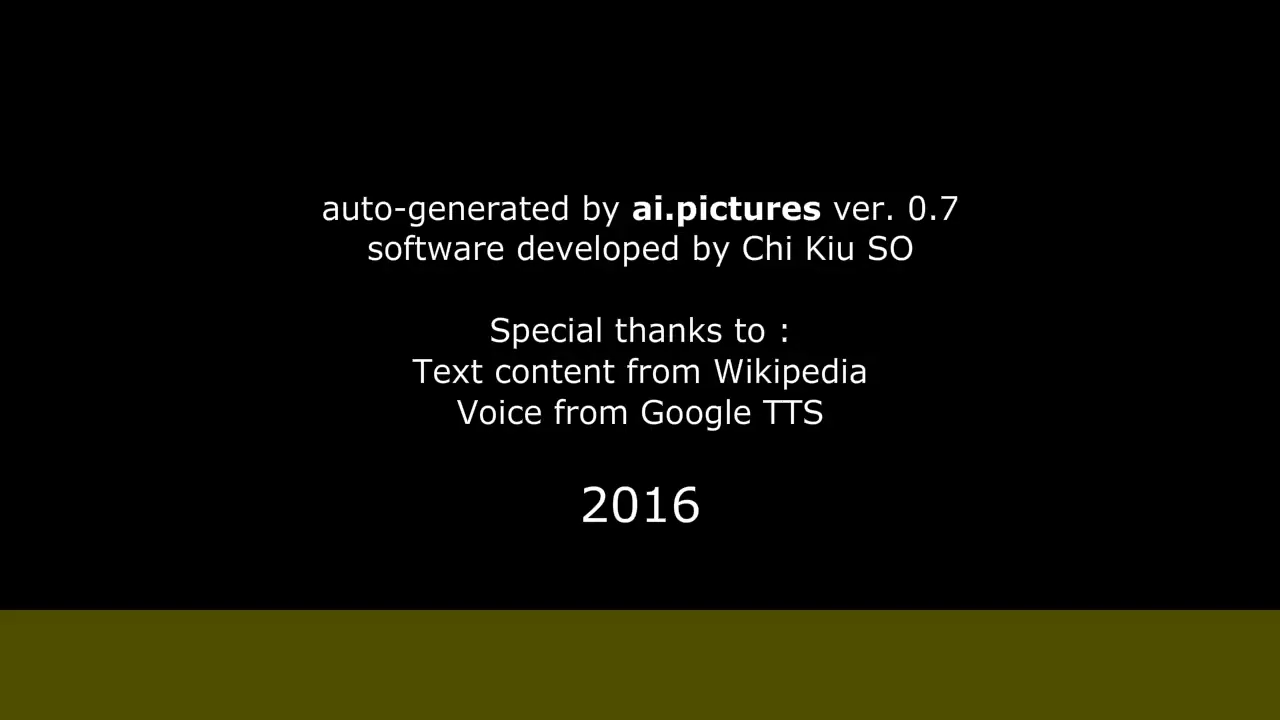 auto-generated by ai.pictures ver. 0.7
software developed by Chi Kiu SO
Special thanks to :
Text content from Wikipedia
Voice from Google TTS
2016